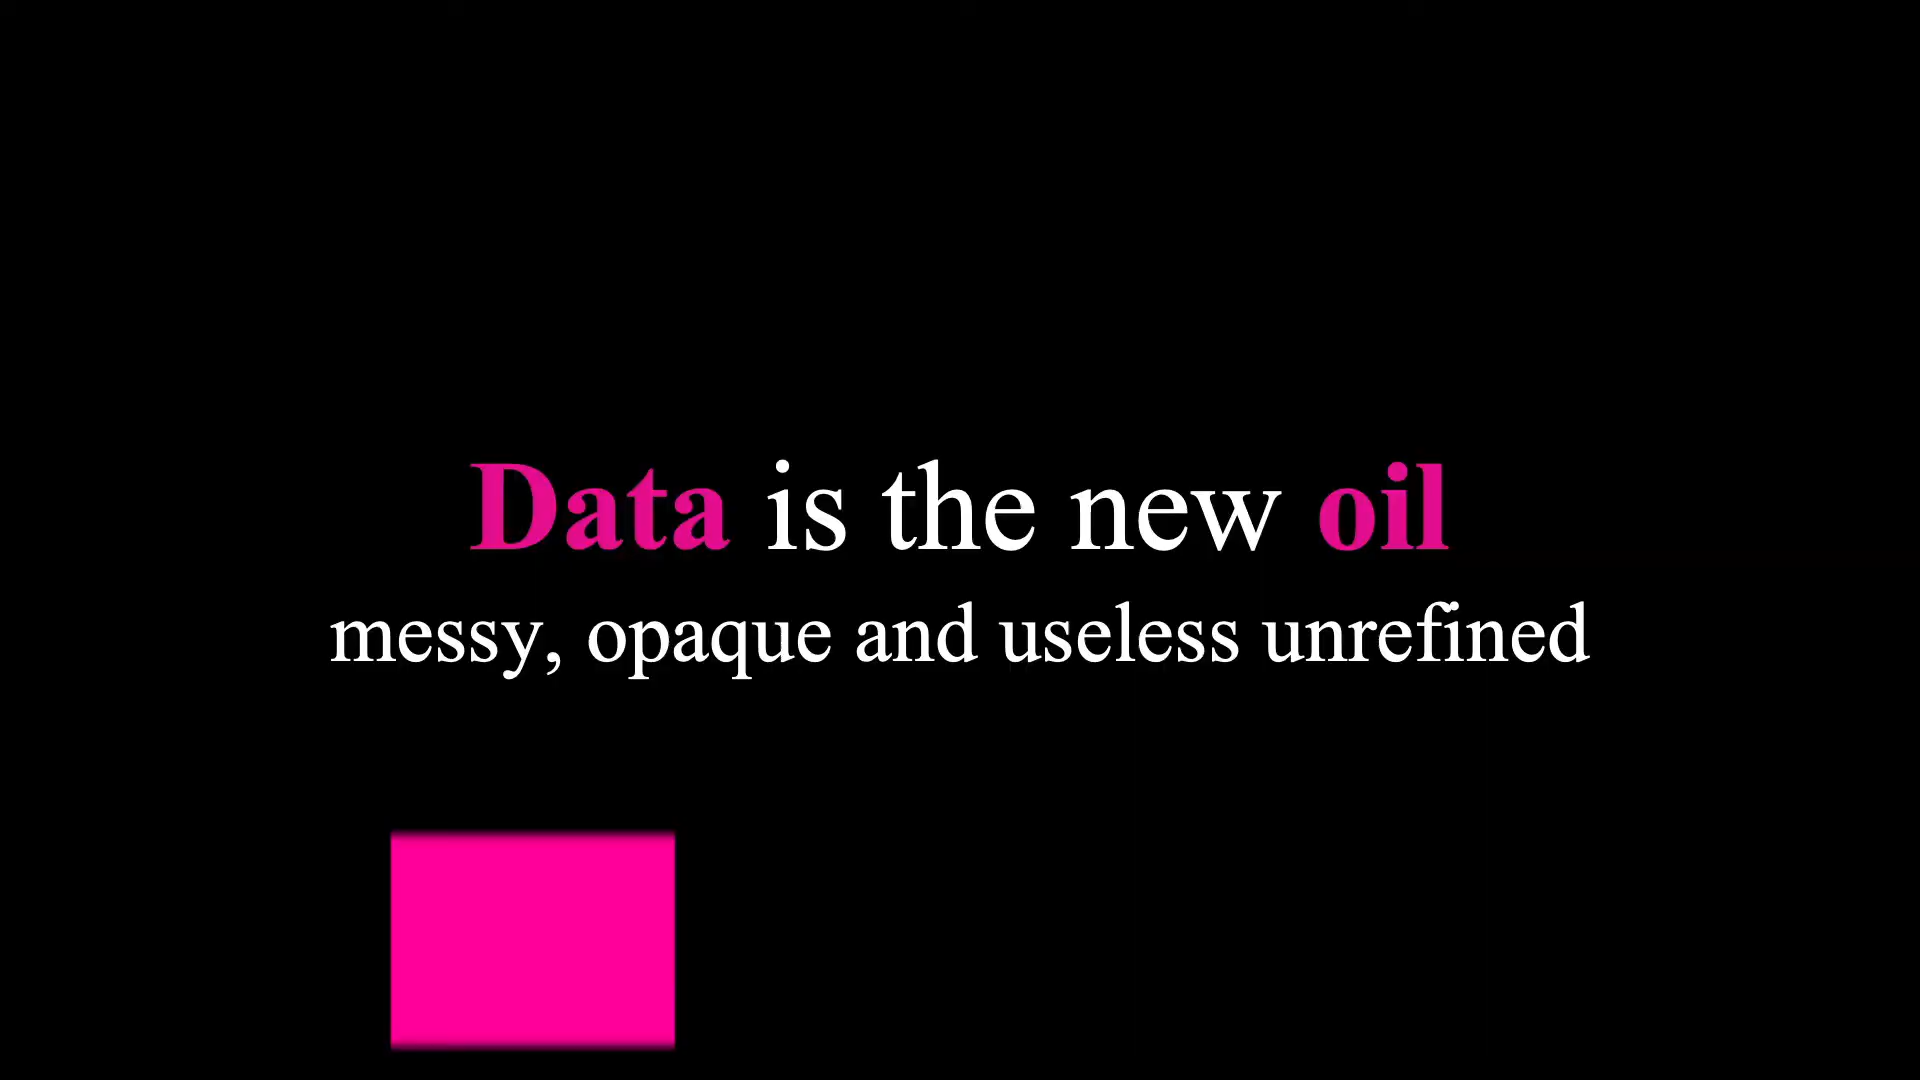 Data is the new oil
messy, opaque and useless unrefined